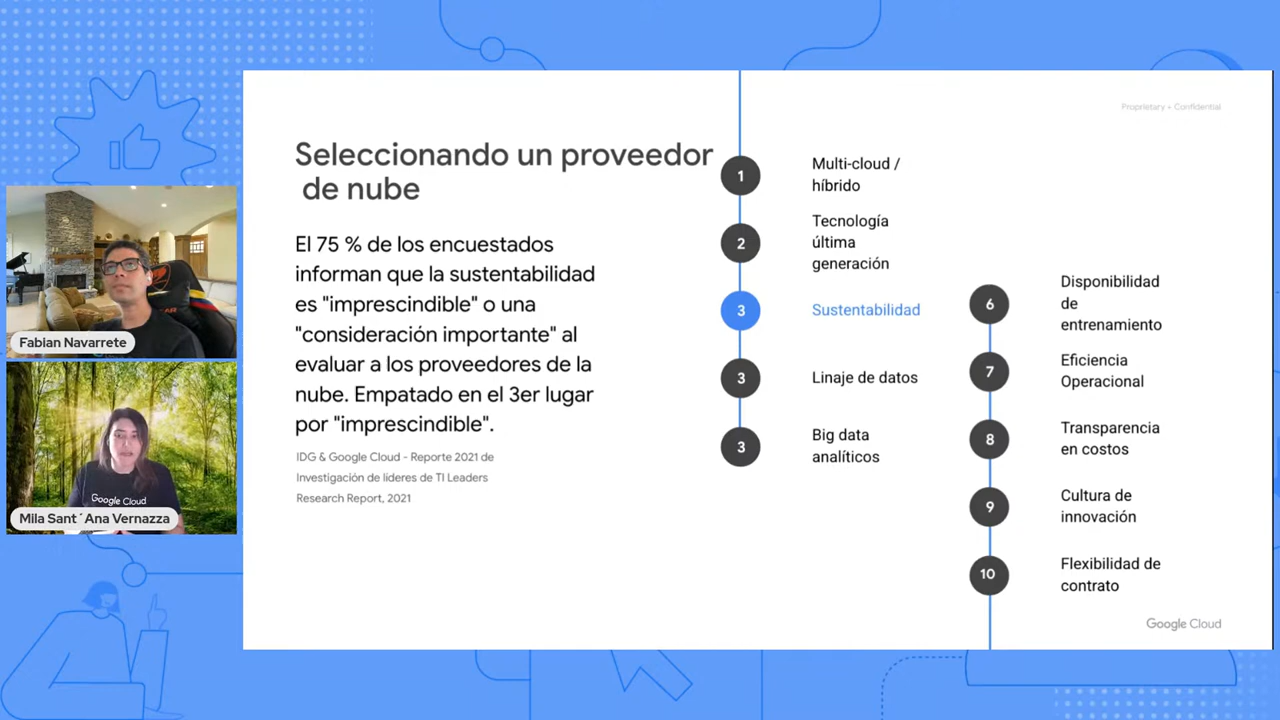 Proprietary + Confidential
Seleccionando un proveedor
de nube
El 75 % de los encuestados
informan que la sustentabilidad
es "imprescindible" o una
"consideración importante" al
evaluar a los proveedores de la
nube. Empatado en el 3er lugar
por "imprescindible".
IDG & Google Cloud - Reporte 2021 de
Investigación de líderes de TI Leaders
Research Report, 2021
1
Multi-cloud /
híbrido
2
Tecnología
última
generación
3
Sustentabilidad
3
Linaje de datos
3
Big data
analíticos
6
Disponibilidad
de
entrenamiento
7
Eficiencia
Operacional
8
Transparencia
en costos
9
Cultura de
innovación
10
Flexibilidad de
contrato
Google Cloud
Fabian Navarrete
Google Cloud
Mila Sant´Ana Vernazza